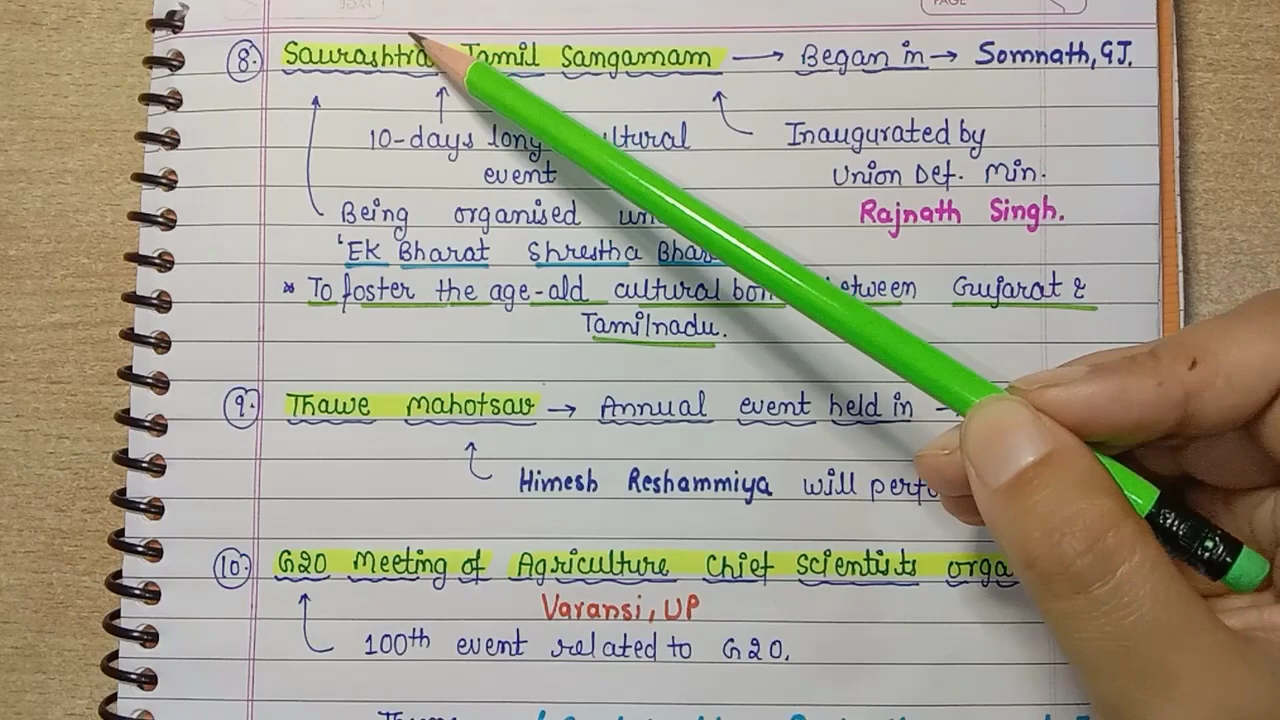 PAGE
8. Saurashtra Tamil Sangamam → Began in → Somnath, GJ.
10-days long cultural Inaugurated by
event Union Def. Min.
Being organised Rajnath Singh.
'EK Bharat Shrestha
* To foster the age-old cultural between Gujarat &
Tamilnadu.
9. Thawe mahotsav → Annual event held in
Himesh Reshammiya will
10. G20 Meeting of Agriculture Chief Scientists
Varansi, UP
100th event related to G20.